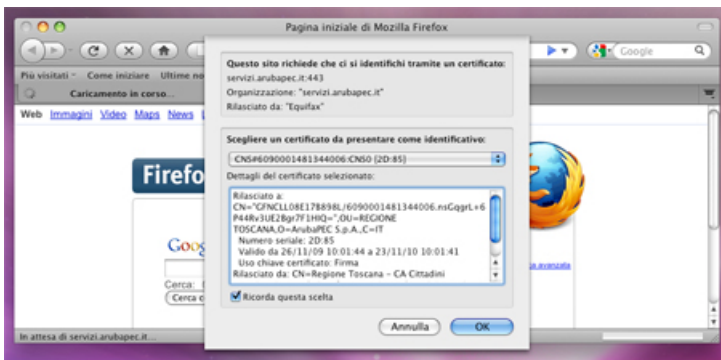 Pagina iniziale di Mozilla Firefox
Google
Più visitati
Come iniziare
Ultime no
Caricamento in corso...
Web Immagini Video Maps News
Firefo
Goog
Cerca:
Cerca c
a avanzata
In attesa di servizi.arubapec.it...
Questo sito richiede che ci si identifichi tramite un certificato:
servizi.arubapec.it:443
Organizzazione: "servizi.arubapec.it"
Rilasciato da: "Equifax"
Scegliere un certificato da presentare come identificativo:
CNS#6090001481344006:CNS0 [2D:85]
Dettagli del certificato selezionato:
Rilasciato a:
CN="GFNCLL08E17B898L/6090001481344006.nsGqgrL+6
P44Rv3UE2Bgr7F1HIQ=",OU=REGIONE
TOSCANA,O=ArubaPEC S.p.A.,C=IT
Numero seriale: 2D:85
Valido da 26/11/09 10:01:44 a 23/11/10 10:01:41
Uso chiave certificato: Firma
Rilasciato da: CN=Regione Toscana - CA Cittadini
Ricorda questa scelta
Annulla
OK